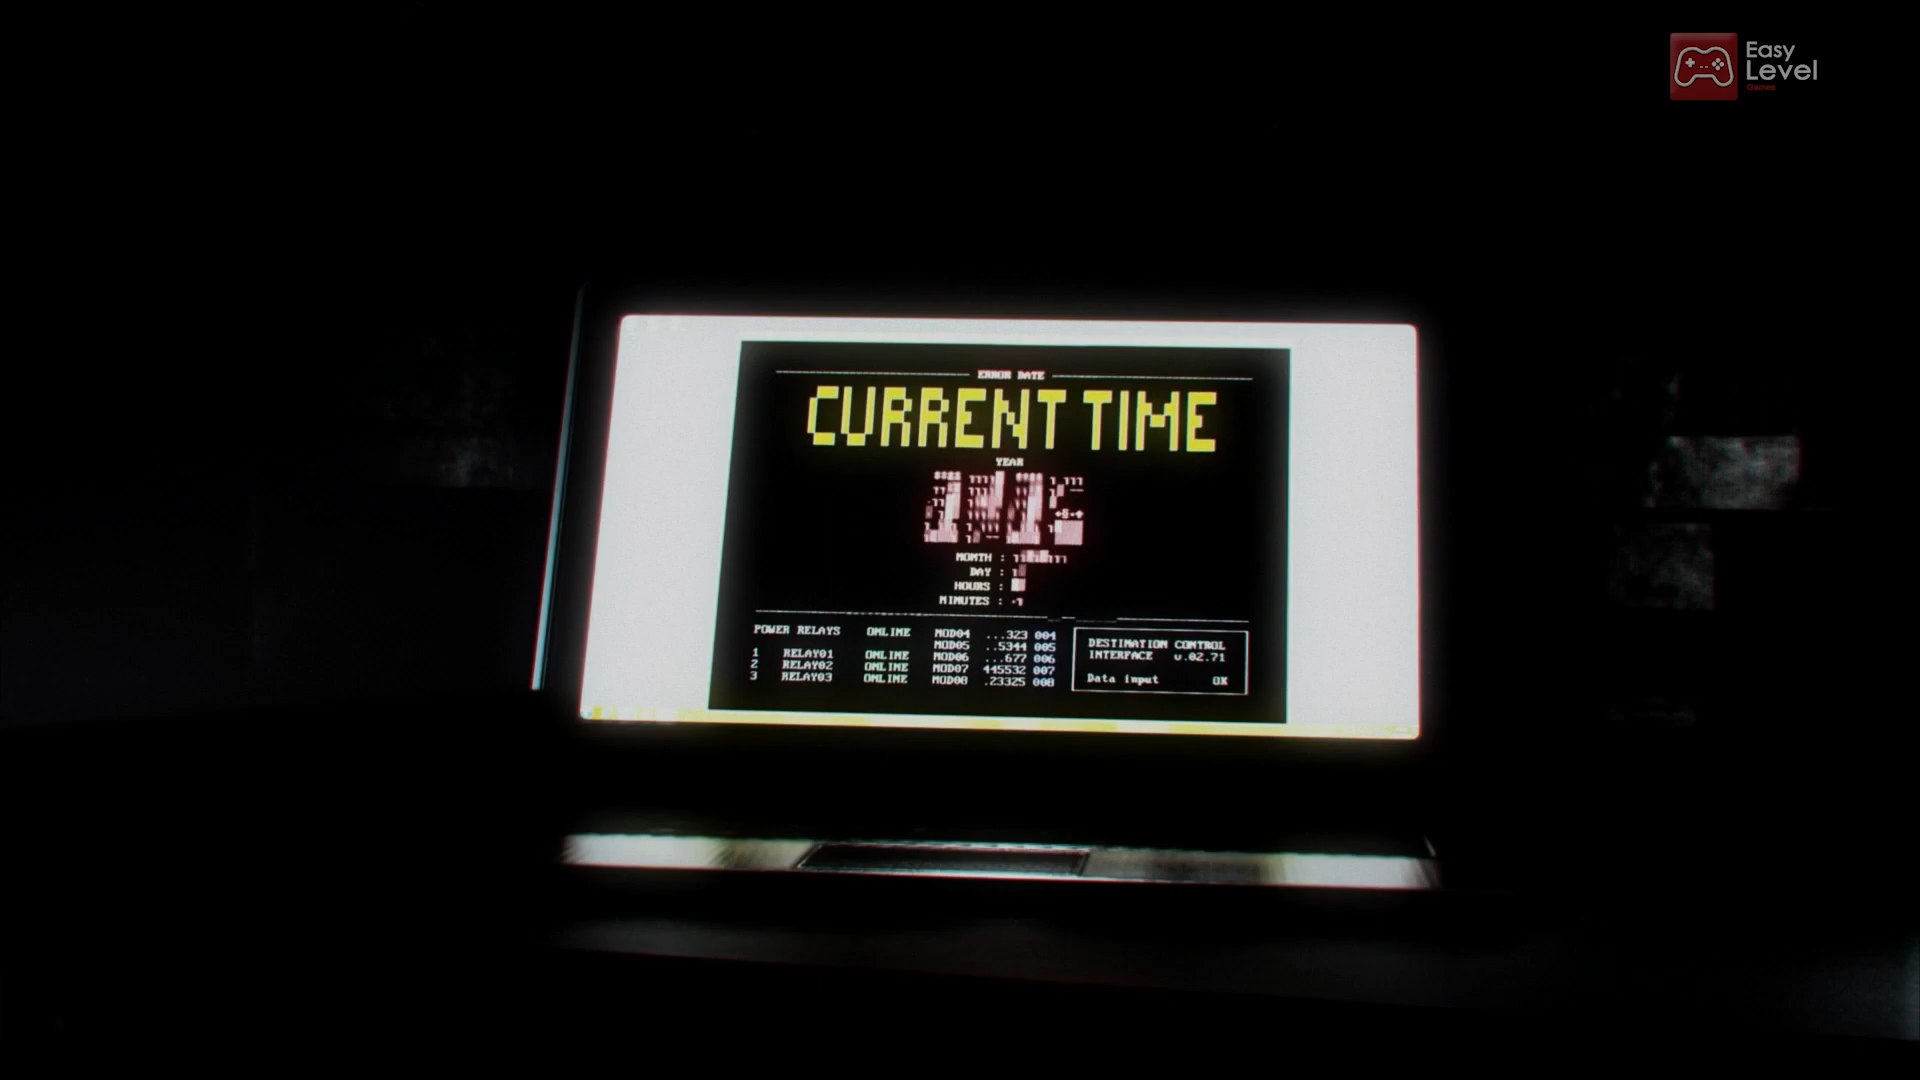 Easy
Level
Games
ERROR DATE
CURRENT TIME
YEAR
MONTH :
DAY :
HOURS :
MINUTES :
POWER RELAYS ONLINE
1 RELAY01 ONLINE
2 RELAY02 ONLINE
3 RELAY03 ONLINE
MOD04 ...323 004
MOD05 ..5344 005
MOD06 ...677 006
MOD07 445532 007
MOD08 .23325 008
DESTINATION CONTROL
INTERFACE v.02.71
Data input OK